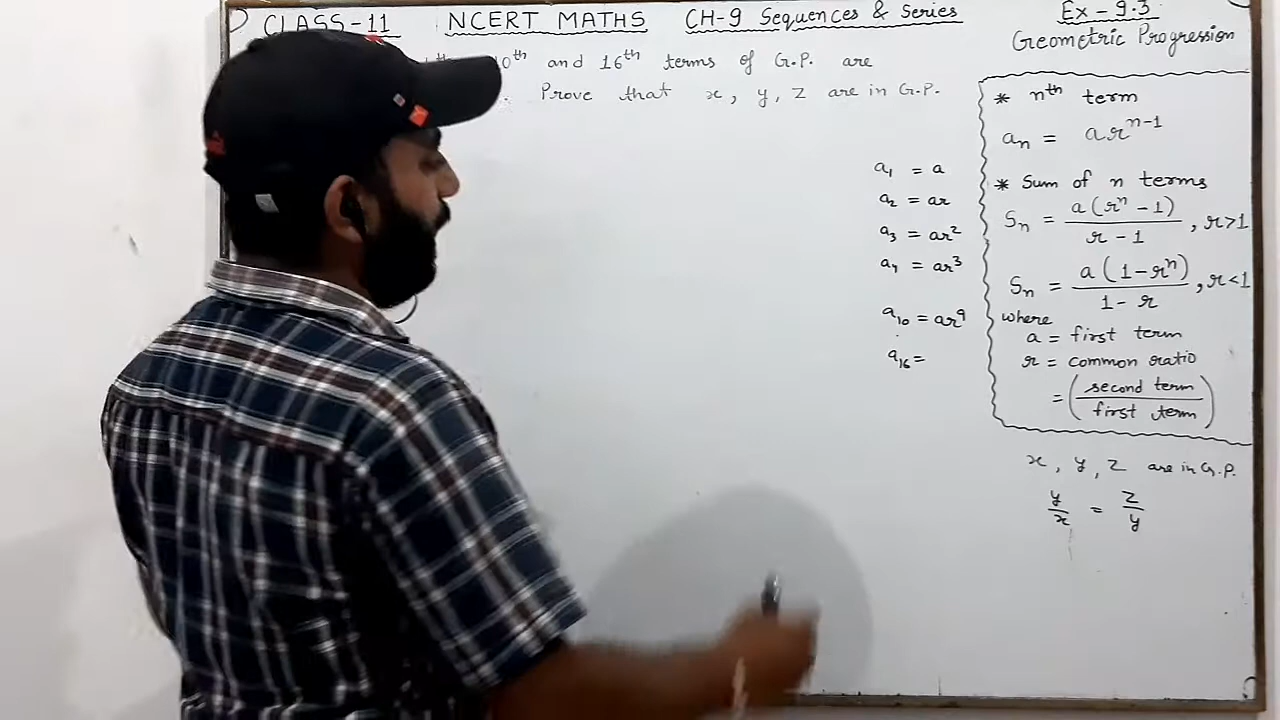 CLASS-11 NCERT MATHS CH-9 Sequences & Series Ex-9.3
Geometric Progression
and 16th terms of G.P. are
Prove that x, y, z are in G.P.
* nth term
an = ar^n-1
* Sum of n terms
Sn = a(r^n - 1) / r - 1, r>1
Sn = a(1-r^n) / 1 - r, r<1
where
a = first term
r = common ratio
= (second term / first term)
a1 = a
a2 = ar
a3 = ar²
a4 = ar³
a10 = ar⁹
a16 =
x, y, z are in G.P.
y/x = z/y